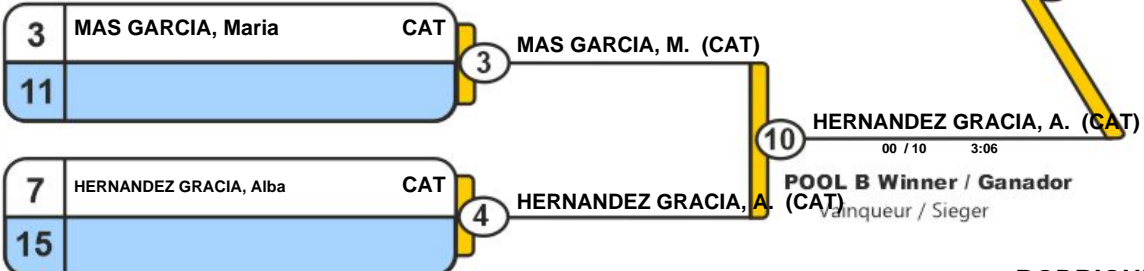 3 MAS GARCIA, Maria CAT
11
3
MAS GARCIA, M. (CAT)
10
HERNANDEZ GRACIA, A. (CAT)
00 / 10 3:06
POOL B Winner / Ganador
Vainqueur / Sieger
7 HERNANDEZ GRACIA, Alba CAT
15
4
HERNANDEZ GRACIA, A. (CAT)